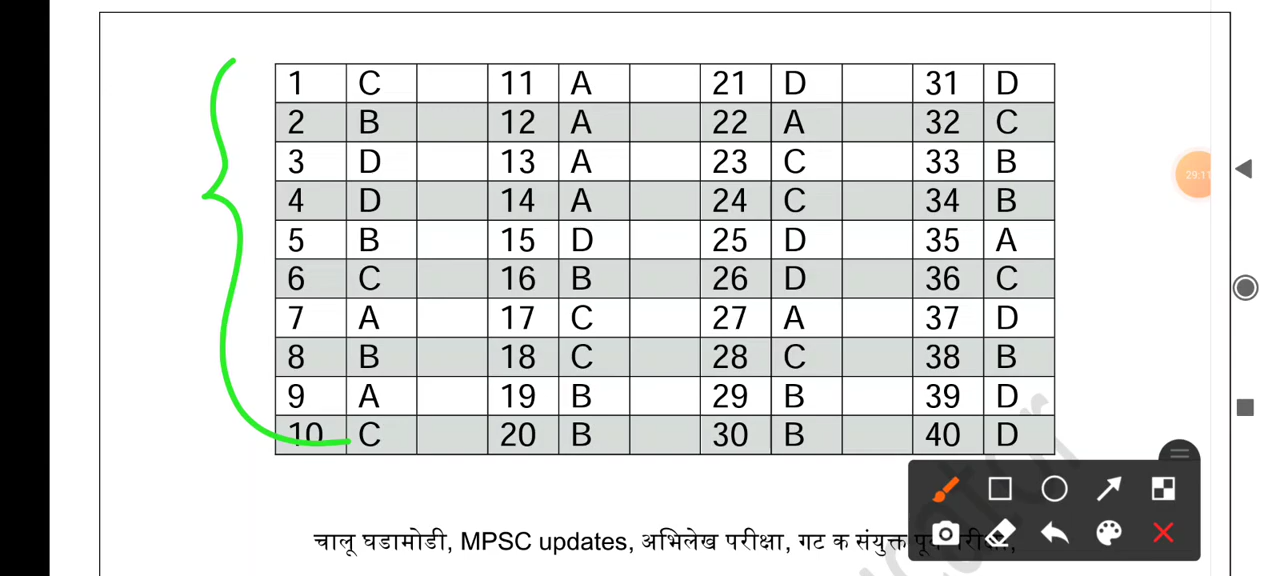 1 C 11 A 21 D 31 D
2 B 12 A 22 A 32 C
3 D 13 A 23 C 33 B
4 D 14 A 24 C 34 B
5 B 15 D 25 D 35 A
6 C 16 B 26 D 36 C
7 A 17 C 27 A 37 D
8 B 18 C 28 C 38 B
9 A 19 B 29 B 39 D
10 C 20 B 30 B 40 D
29:11
चालू घडामोडी, MPSC updates, अभिलेख परीक्षा, गट क संयुक्त